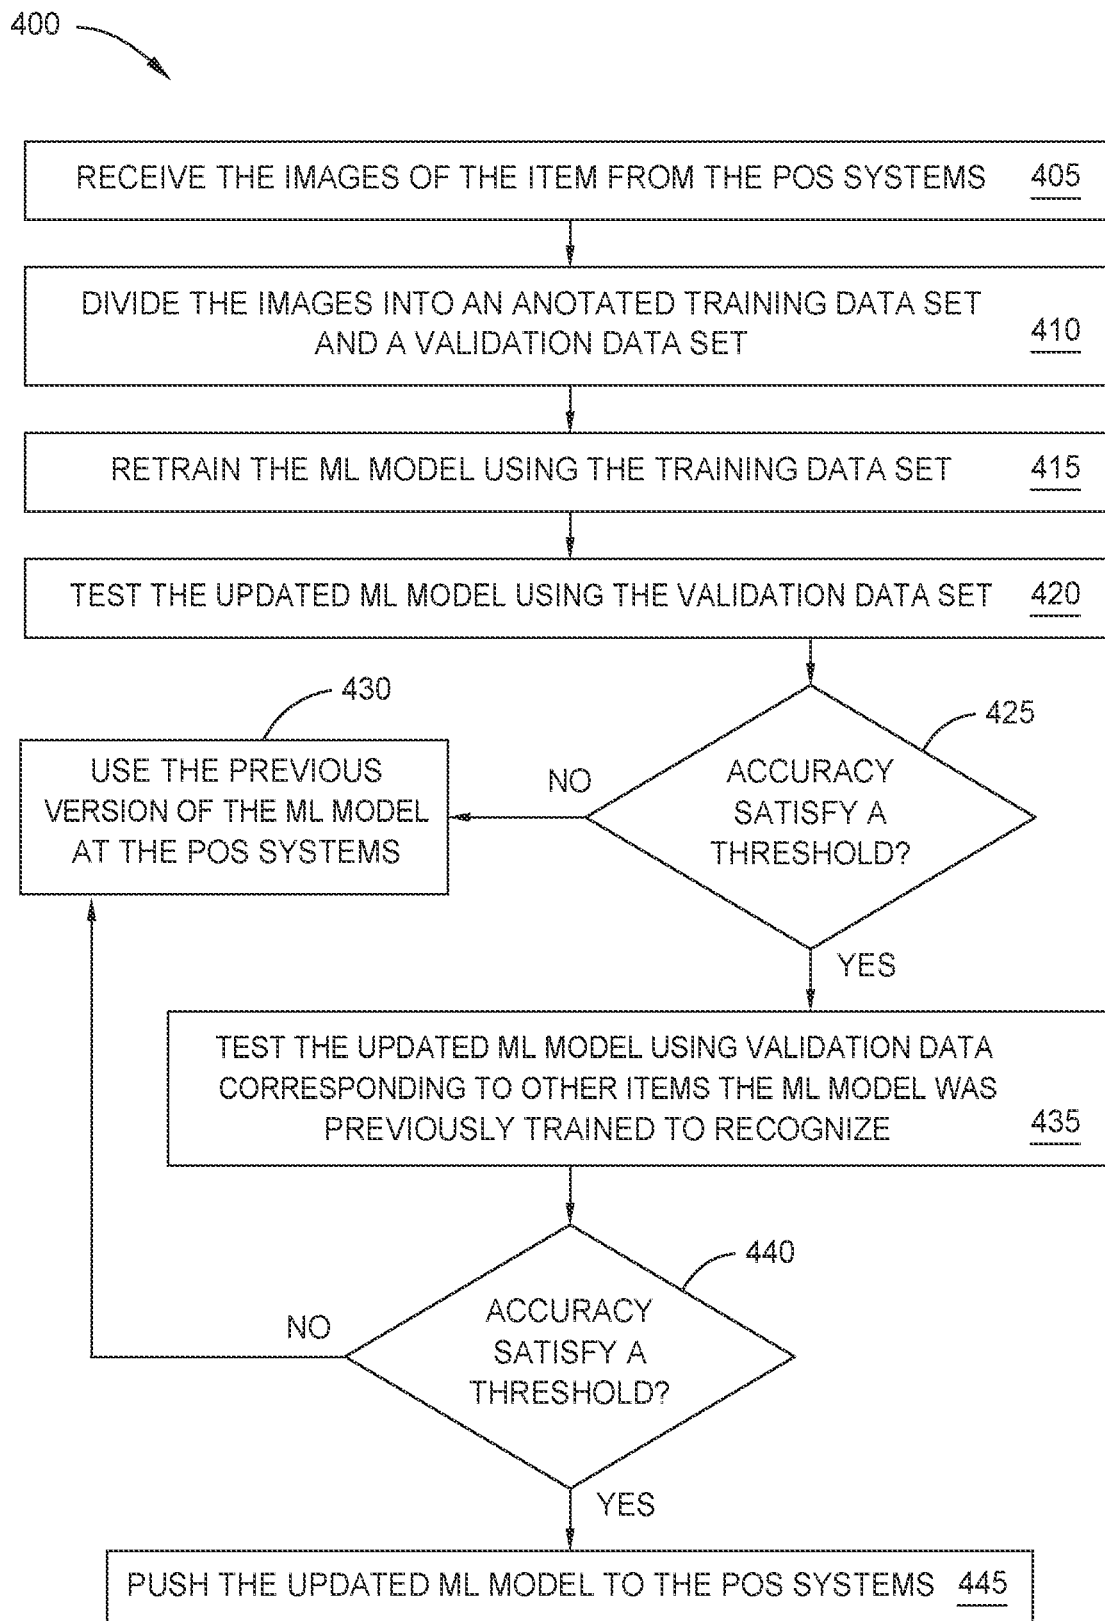 400
RECEIVE THE IMAGES OF THE ITEM FROM THE POS SYSTEMS 405
DIVIDE THE IMAGES INTO AN ANOTATED TRAINING DATA SET
AND A VALIDATION DATA SET
410
RETRAIN THE ML MODEL USING THE TRAINING DATA SET 415
TEST THE UPDATED ML MODEL USING THE VALIDATION DATA SET 420
430
USE THE PREVIOUS
VERSION OF THE ML MODEL
AT THE POS SYSTEMS
NO
425
ACCURACY
SATISFY A
THRESHOLD?
YES
TEST THE UPDATED ML MODEL USING VALIDATION DATA
CORRESPONDING TO OTHER ITEMS THE ML MODEL WAS
PREVIOUSLY TRAINED TO RECOGNIZE 435
440
NO
ACCURACY
SATISFY A
THRESHOLD?
YES
PUSH THE UPDATED ML MODEL TO THE POS SYSTEMS 445